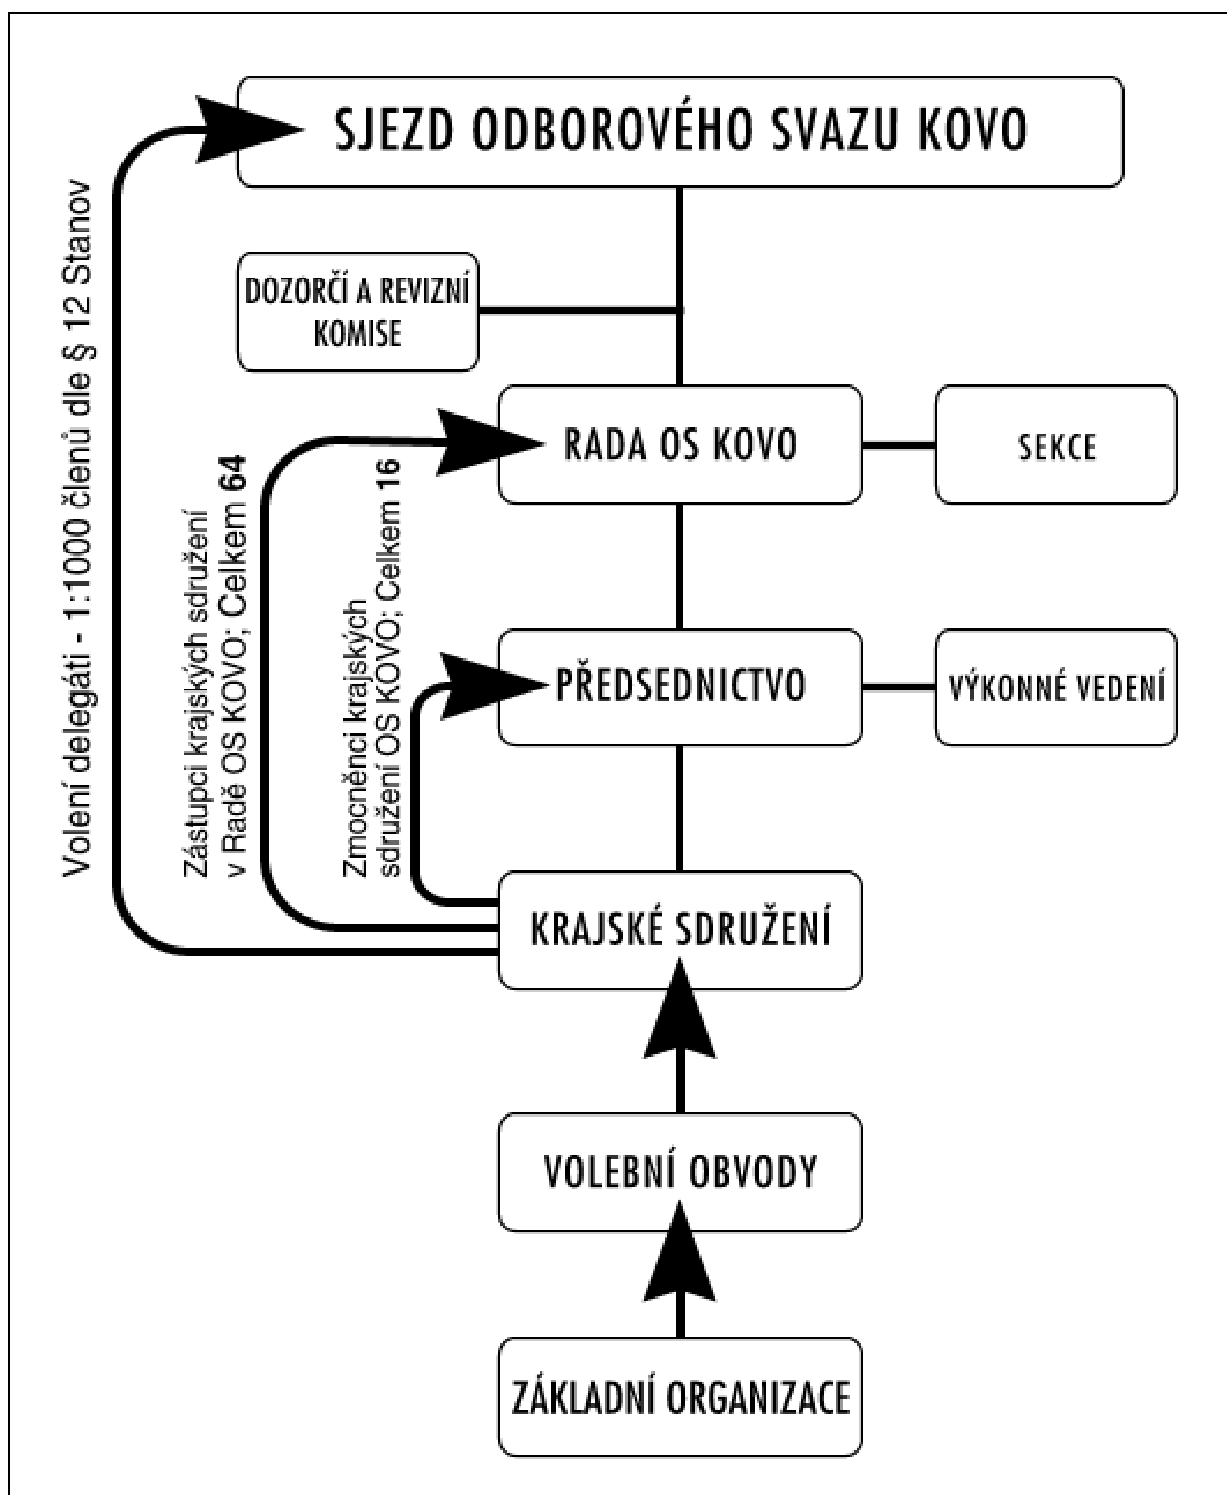 SJEZD ODBOROVÉHO SVAZU KOVO
DOZORČÍ A REVIZNÍ
KOMISE
RADA OS KOVO
SEKCE
PŘEDSEDNICTVO
VÝKONNÉ VEDENÍ
Volení delegáti - 1:1000 členů dle § 12 Stanov
Zástupci krajských sdružení
v Radě OS KOVO; Celkem 64
Zmocněnci krajských
sdružení OS KOVO; Celkem 16
KRAJSKÉ SDRUŽENÍ
VOLEBNÍ OBVODY
ZÁKLADNÍ ORGANIZACE